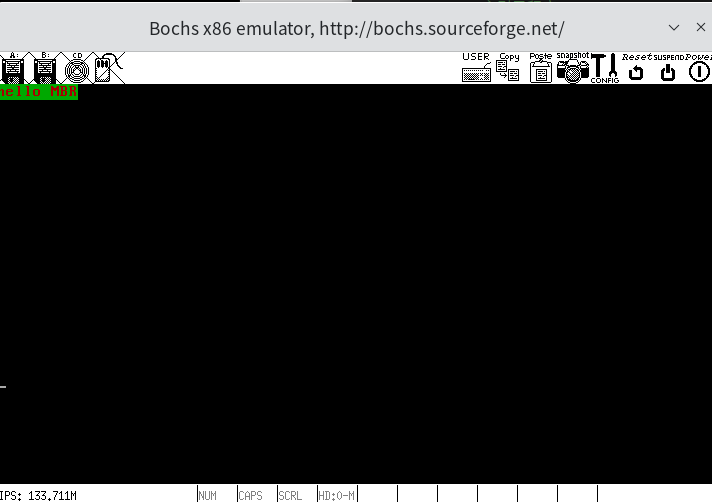 Bochs x86 emulator, http://bochs.sourceforge.net/
A: B: CD USER Copy Paste snapshot CONFIG Reset SUSPEND Power
hello MBR
IPS: 133.711M NUM CAPS SCRL HD:0-M